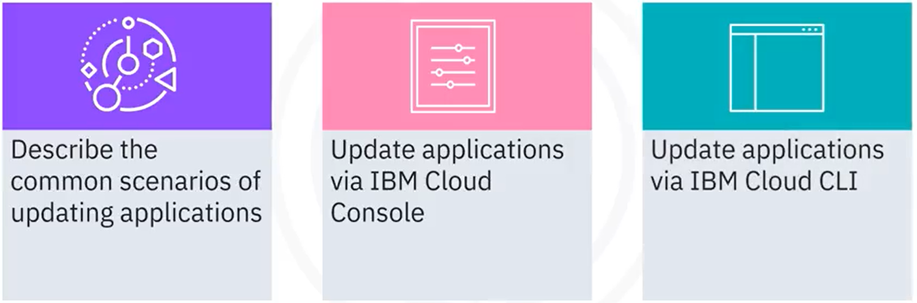 Describe the
common scenarios of
updating applications
Update applications
via IBM Cloud
Console
Update applications
via IBM Cloud CLI